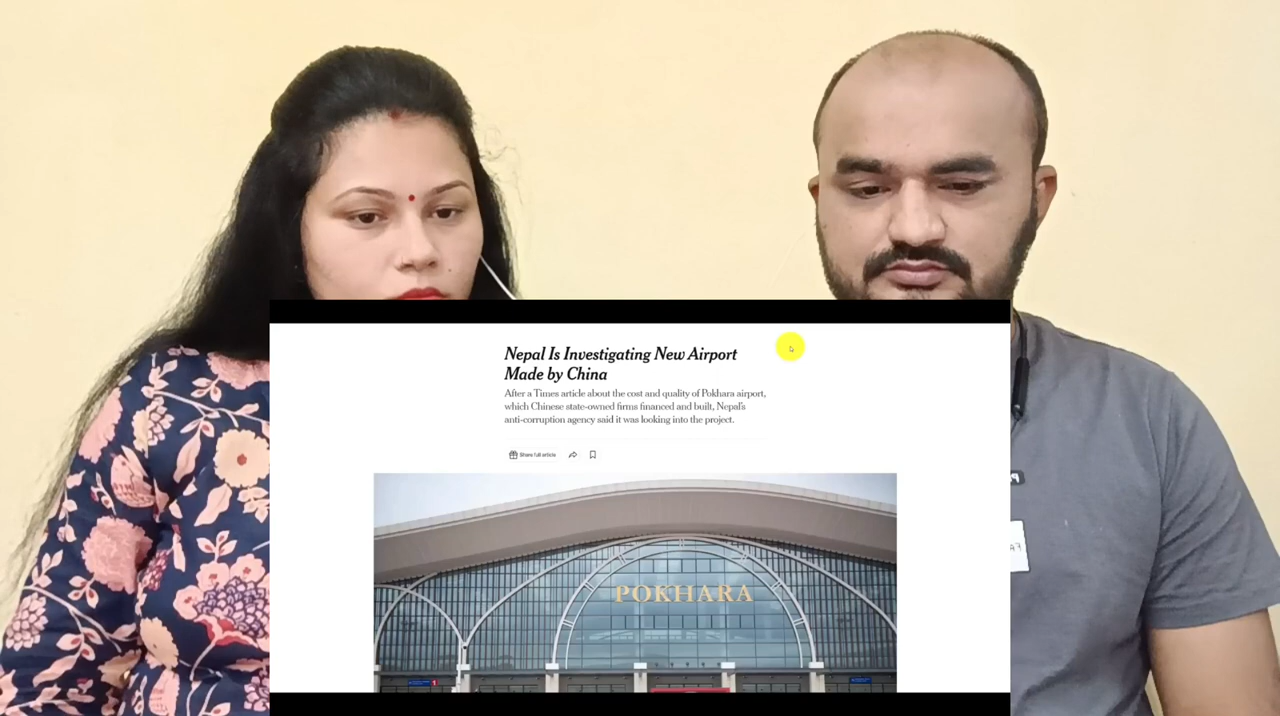 Nepal Is Investigating New Airport
Made by China
After a Times article about the cost and quality of Pokhara airport,
which Chinese state-owned firms financed and built, Nepal's
anti-corruption agency said it was looking into the project.
Share full article
POKHARA